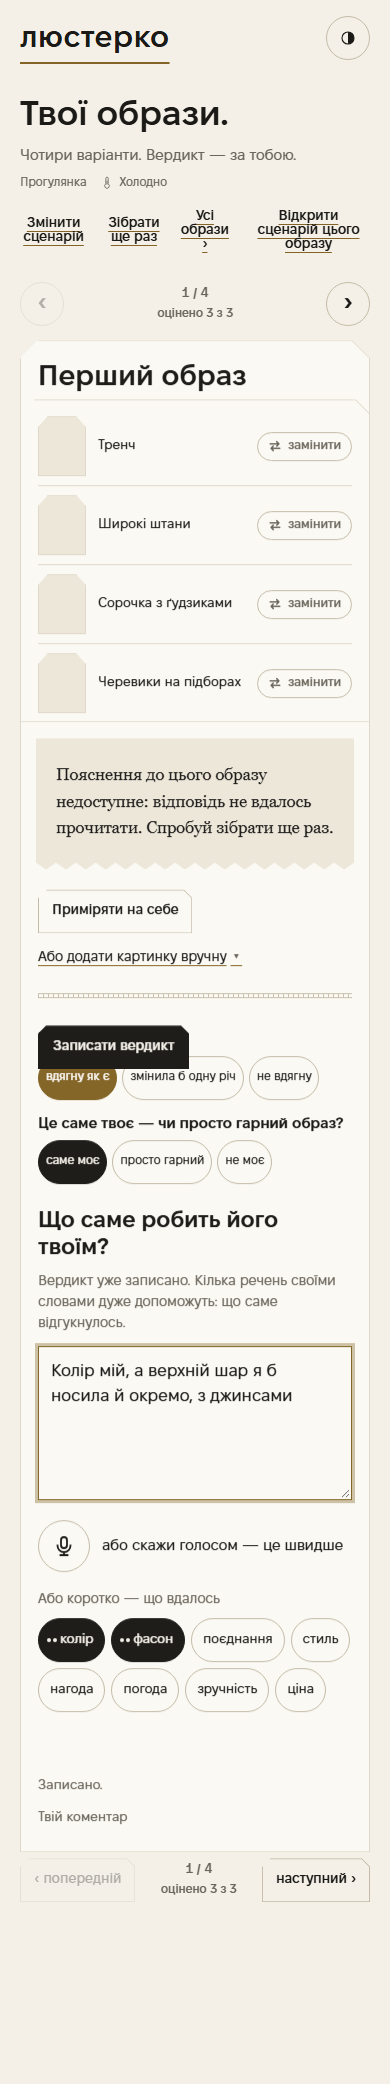 люстерко
Твої образи.
Чотири варіанти. Вердикт — за тобою.
Прогулянка Холодно
Змінити сценарій
Зібрати ще раз
Усі образи ›
Відкрити сценарій цього образу
‹ 1 / 4 ›
оцінено 3 з 3
Перший образ
Тренч ⇄ замінити
Широкі штани ⇄ замінити
Сорочка з ґудзиками ⇄ замінити
Черевики на підборах ⇄ замінити
Пояснення до цього образу
недоступне: відповідь не вдалось
прочитати. Спробуй зібрати ще раз.
Приміряти на себе
Або додати картинку вручну ▾
Записати вердикт
вдягну як є змінила б одну річ не вдягну
Це саме твоє — чи просто гарний образ?
саме моє просто гарний не моє
Що саме робить його
твоїм?
Вердикт уже записано. Кілька речень своїми
словами дуже допоможуть: що саме
відгукнулось.
Колір мій, а верхній шар я б
носила й окремо, з джинсами
або скажи голосом — це швидше
Або коротко — що вдалось
колір фасон поєднання стиль
нагода погода зручність ціна
Записано.
Твій коментар
‹ попередній 1 / 4 наступний ›
оцінено 3 з 3